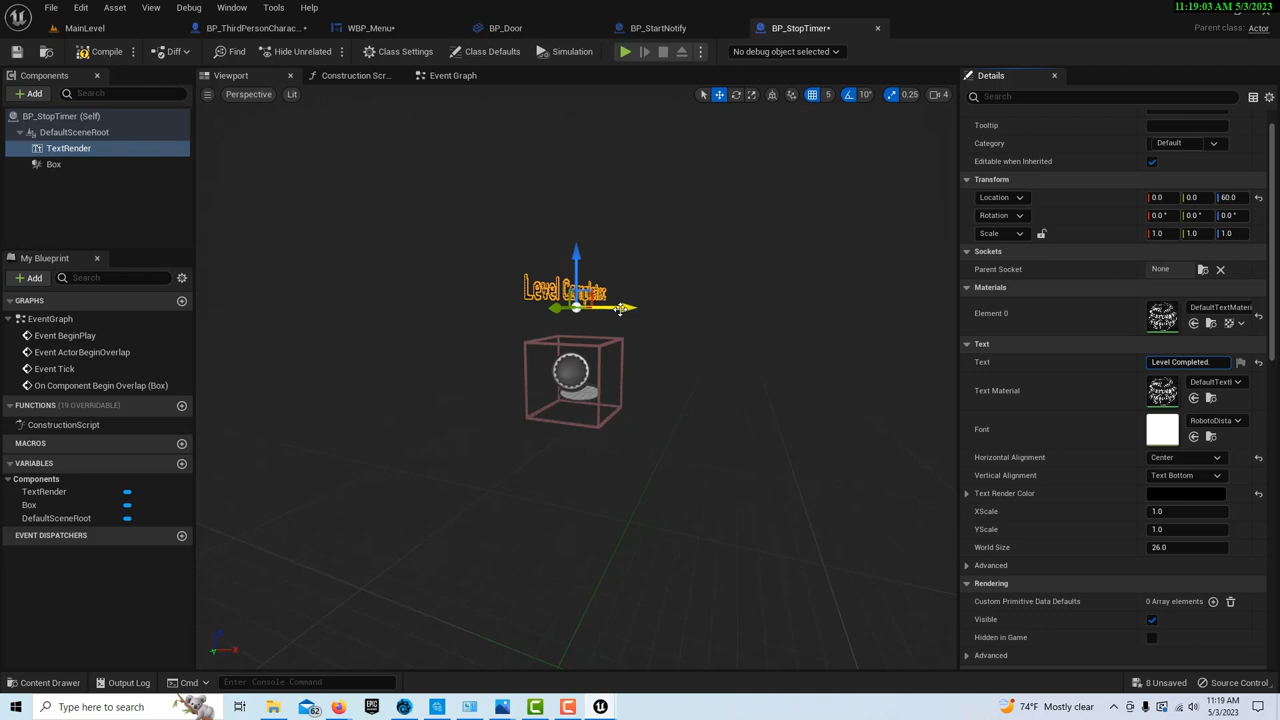 11:19:03 AM 5/3/2023
File Edit Asset View Debug Window Tools Help
MainLevel BP_ThirdPersonCharac...* WBP_Menu* BP_Door BP_StartNotify BP_StopTimer*
Parent class: Actor
Compile Diff Find Hide Unrelated Class Settings Class Defaults Simulation No debug object selected
Components Viewport Construction Scr... Event Graph Details
Add Search
Perspective Lit 5 10° 0.25 4
Search
BP_StopTimer (Self)
DefaultSceneRoot
TextRender
Box
Level
My Blueprint
Add Search
GRAPHS
EventGraph
Event BeginPlay
Event ActorBeginOverlap
Event Tick
On Component Begin Overlap (Box)
FUNCTIONS (19 OVERRIDABLE)
ConstructionScript
MACROS
VARIABLES
Components
TextRender
Box
DefaultSceneRoot
EVENT DISPATCHERS
Tooltip
Category Default
Editable when Inherited
Transform
Location 0.0 0.0 60.0
Rotation 0.0 ° 0.0 ° 0.0 °
Scale 1.0 1.0 1.0
Sockets
Parent Socket None
Materials
Element 0 DefaultTextMateri
Text
Text Level Completed.
Text Material DefaultTextI
Font RobotoDista
Horizontal Alignment Center
Vertical Alignment Text Bottom
Text Render Color
XScale 1.0
YScale 1.0
World Size 26.0
Advanced
Rendering
Custom Primitive Data Defaults 0 Array elements
Visible
Hidden in Game
Advanced
Content Drawer Output Log Cmd Enter Console Command 8 Unsaved Source Control
Type here to search 62 74°F Mostly clear 11:19 AM
5/3/2023